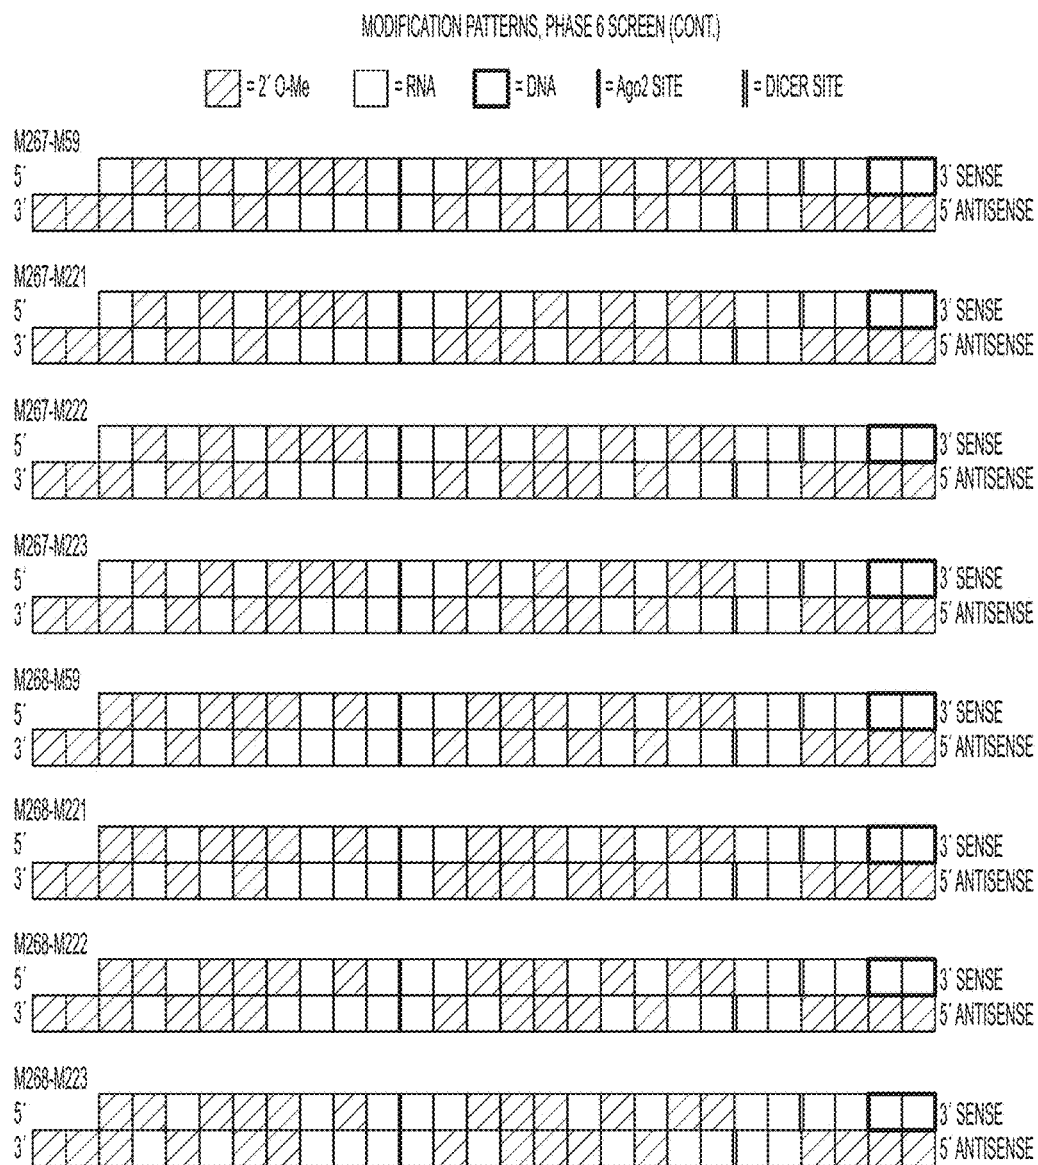 MODIFICATION PATTERNS, PHASE 6 SCREEN (CONT.)
= 2´ O-Me = RNA = DNA = Ago2 SITE = DICER SITE
M267-M59
5´ 3´ SENSE
3´ 5´ ANTISENSE
M267-M221
5´ 3´ SENSE
3´ 5´ ANTISENSE
M267-M222
5´ 3´ SENSE
3´ 5´ ANTISENSE
M267-M223
5´ 3´ SENSE
3´ 5´ ANTISENSE
M268-M59
5´ 3´ SENSE
3´ 5´ ANTISENSE
M268-M221
5´ 3´ SENSE
3´ 5´ ANTISENSE
M268-M222
5´ 3´ SENSE
3´ 5´ ANTISENSE
M268-M223
5´ 3´ SENSE
3´ 5´ ANTISENSE